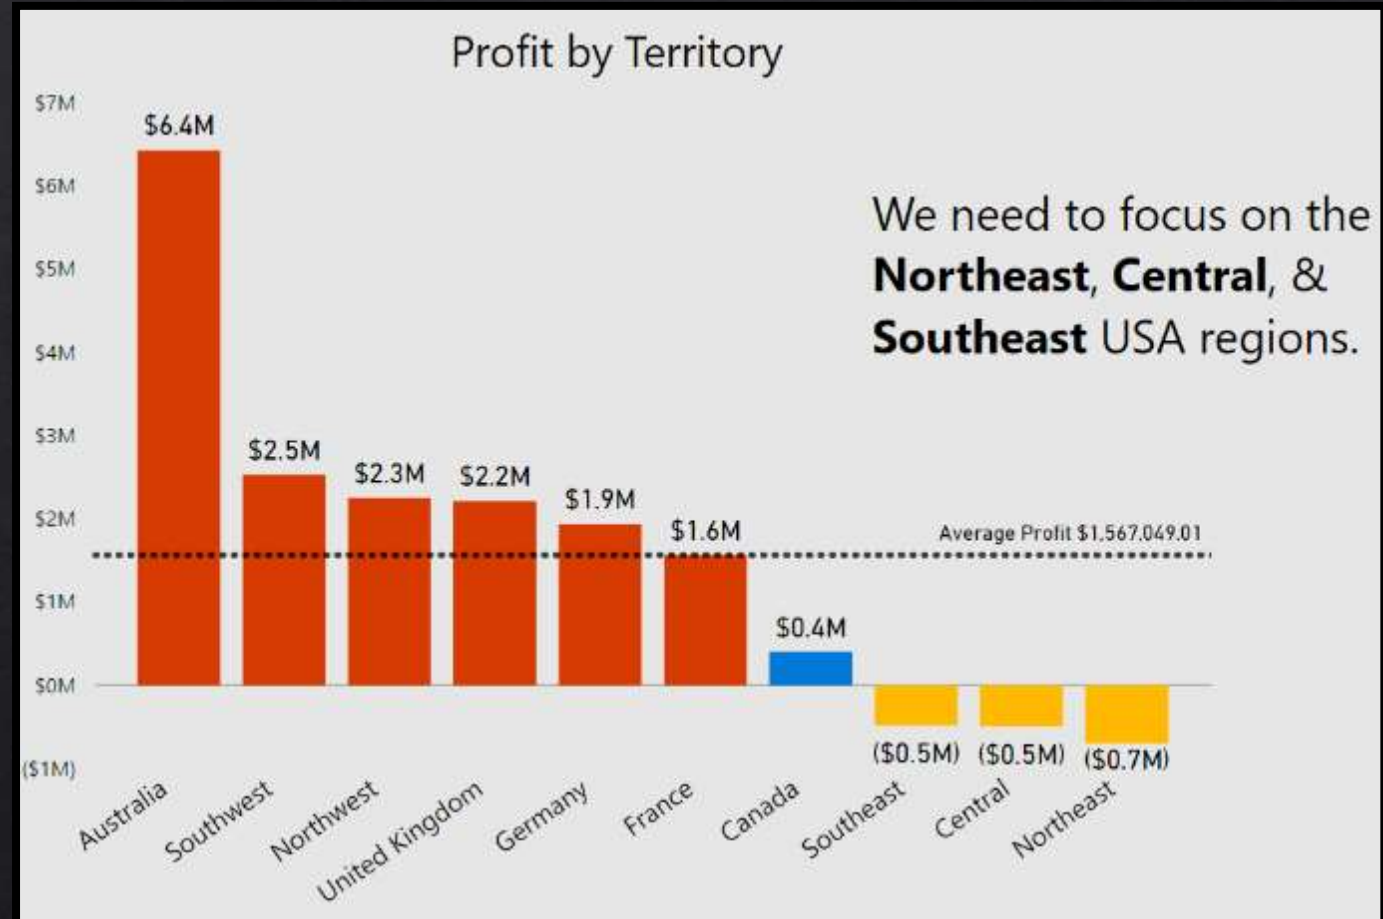 Profit by Territory
$7M
$6M
$5M
$4M
$3M
$2M
$1M
$0M
($1M)
$6.4M
$2.5M
$2.3M
$2.2M
$1.9M
$1.6M
$0.4M
($0.5M)
($0.5M)
($0.7M)
Average Profit $1,567,049.01
Australia
Southwest
Northwest
United Kingdom
Germany
France
Canada
Southeast
Central
Northeast
We need to focus on the
Northeast, Central, &
Southeast USA regions.